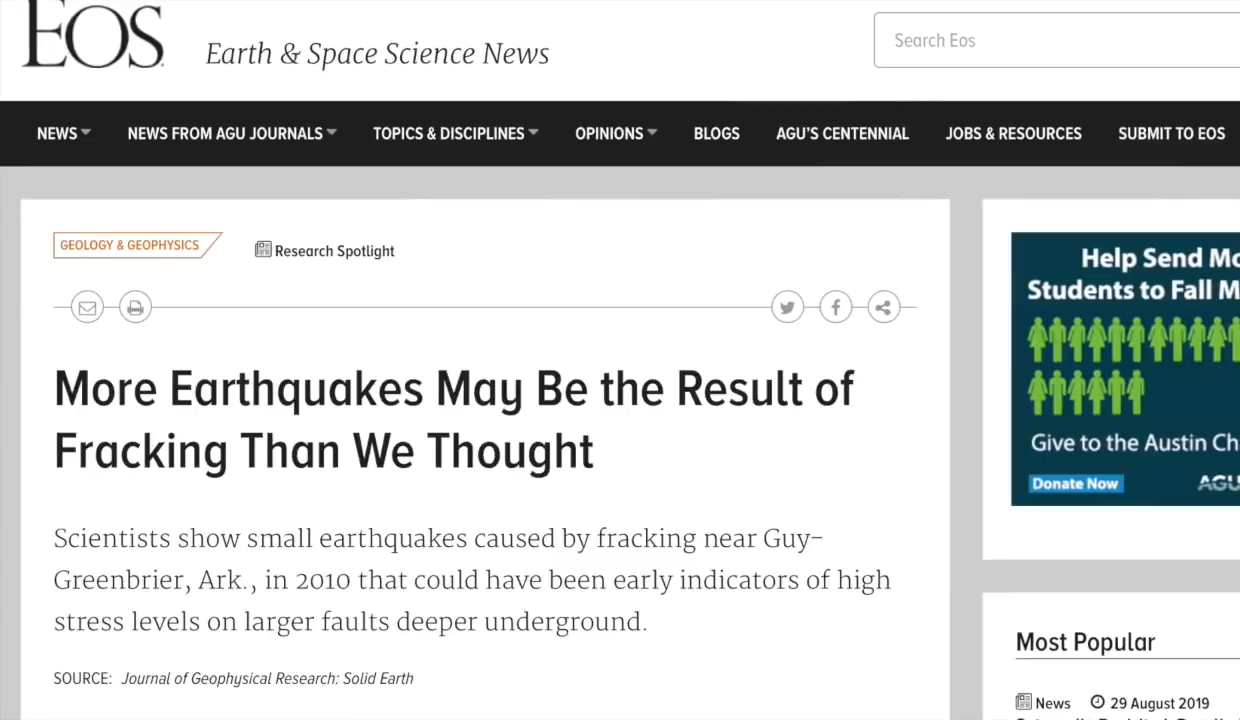 Eos
Earth & Space Science News
Search Eos
NEWS
NEWS FROM AGU JOURNALS
TOPICS & DISCIPLINES
OPINIONS
BLOGS
AGU'S CENTENNIAL
JOBS & RESOURCES
SUBMIT TO EOS
GEOLOGY & GEOPHYSICS
Research Spotlight
More Earthquakes May Be the Result of
Fracking Than We Thought
Scientists show small earthquakes caused by fracking near Guy-
Greenbrier, Ark., in 2010 that could have been early indicators of high
stress levels on larger faults deeper underground.
SOURCE: Journal of Geophysical Research: Solid Earth
Help Send Mo
Students to Fall M
Give to the Austin Ch
Donate Now
AGU
Most Popular
News 29 August 2019